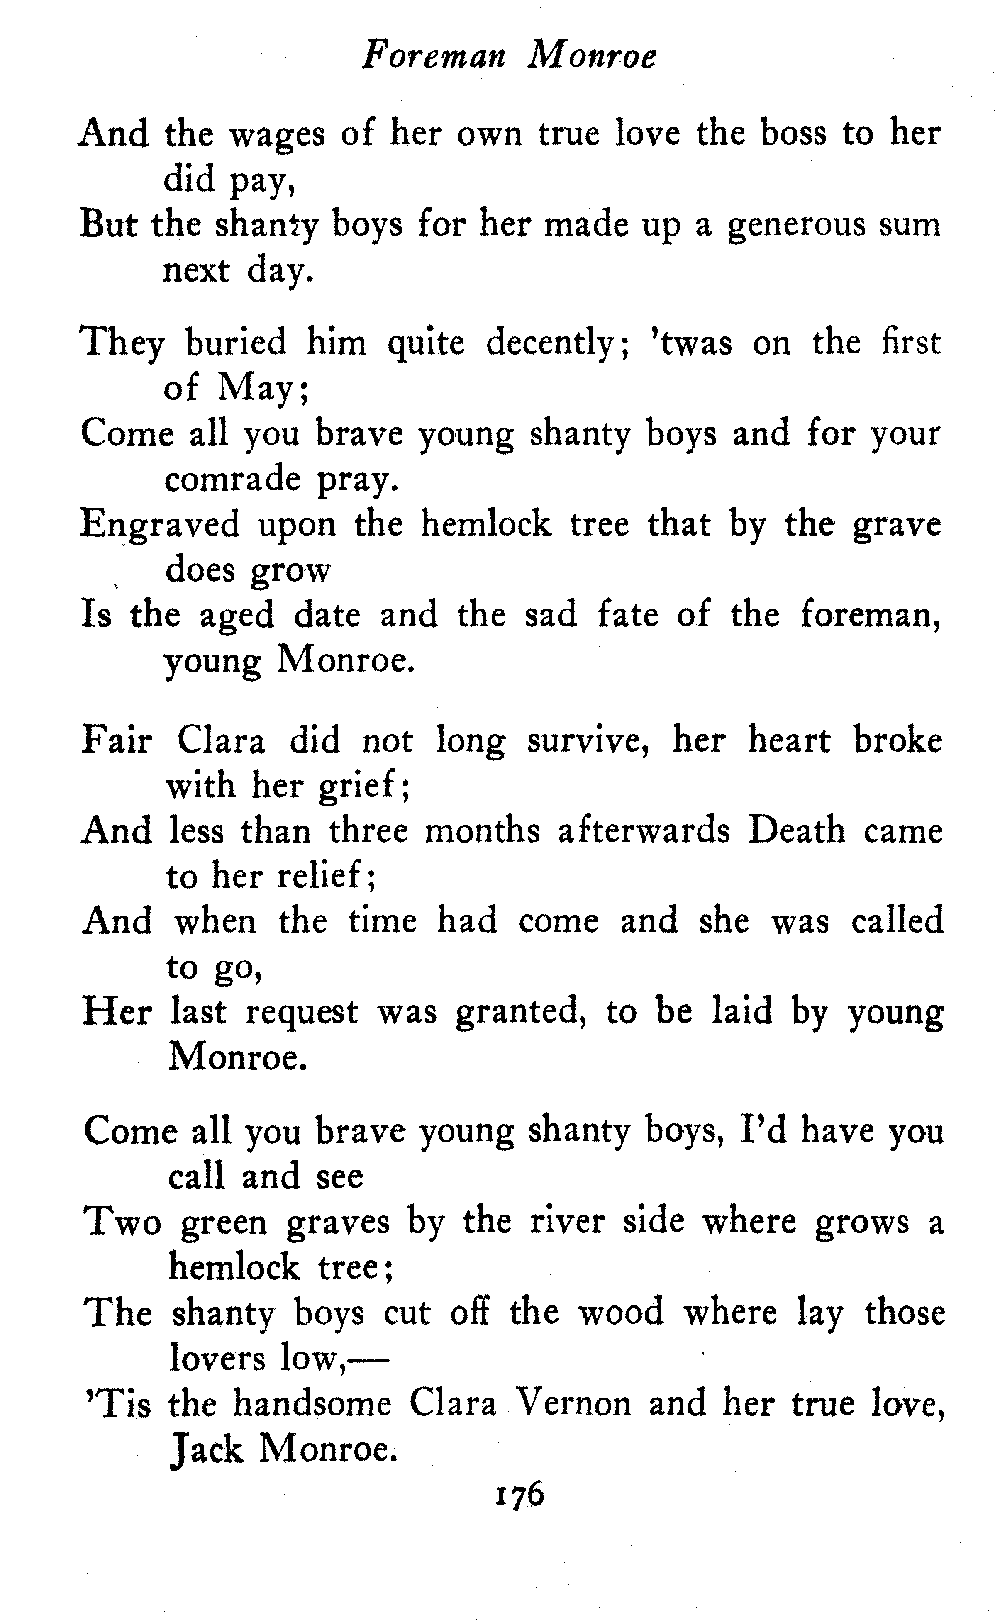 Foreman Monroe
And the wages of her own true love the boss to her
did pay,
But the shanty boys for her made up a generous sum
next day.
They buried him quite decently; 'twas on the first
of May;
Come all you brave young shanty boys and for your
comrade pray.
Engraved upon the hemlock tree that by the grave
does grow
Is the aged date and the sad fate of the foreman,
young Monroe.
Fair Clara did not long survive, her heart broke
with her grief;
And less than three months afterwards Death came
to her relief;
And when the time had come and she was called
to go,
Her last request was granted, to be laid by young
Monroe.
Come all you brave young shanty boys, I'd have you
call and see
Two green graves by the river side where grows a
hemlock tree;
The shanty boys cut off the wood where lay those
lovers low,—
'Tis the handsome Clara Vernon and her true love,
Jack Monroe.
176